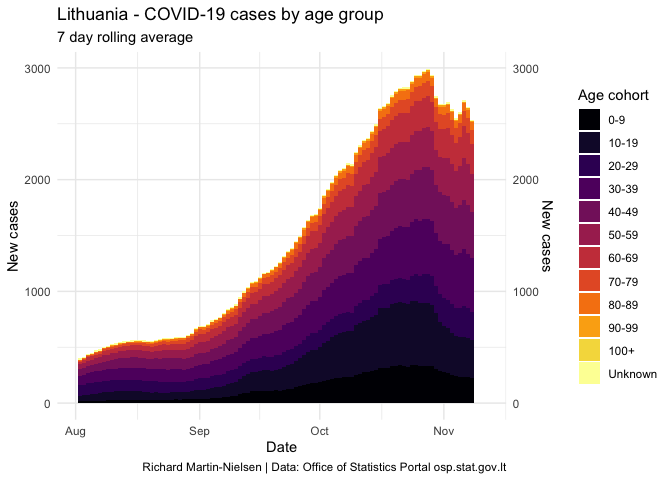 Lithuania - COVID-19 cases by age group
7 day rolling average
3000
2000
1000
0
New cases
3000
2000
1000
0
New cases
Aug
Sep
Oct
Nov
Date
Age cohort
0-9
10-19
20-29
30-39
40-49
50-59
60-69
70-79
80-89
90-99
100+
Unknown
Richard Martin-Nielsen | Data: Office of Statistics Portal osp.stat.gov.lt